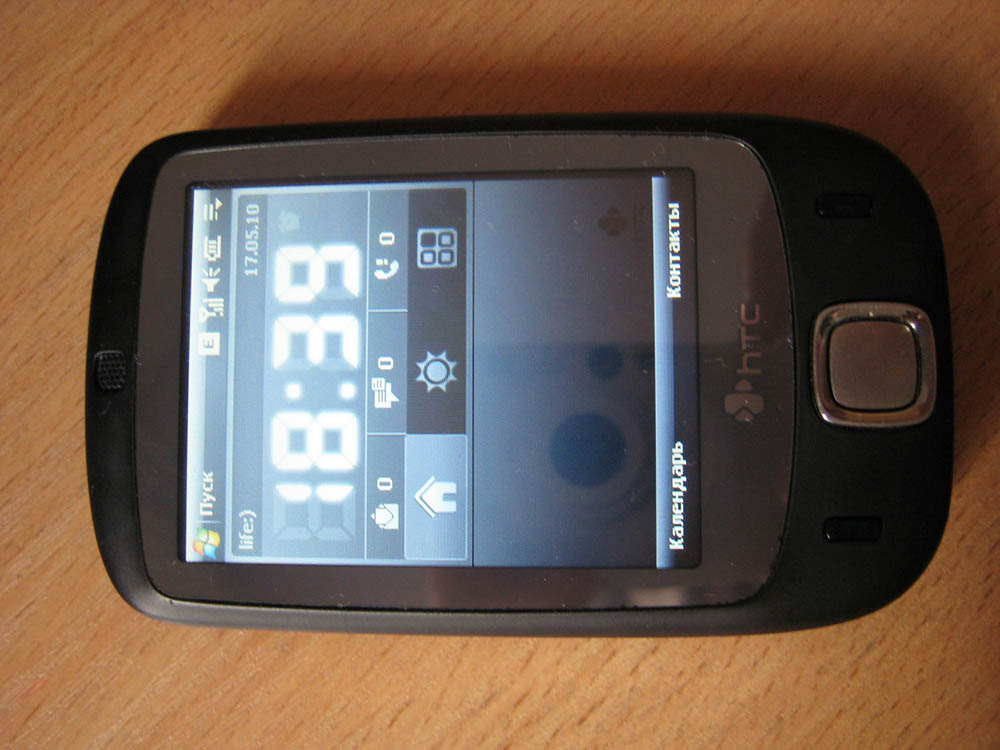 Пуск E
life:) 17.05.10
18:39
0 0 0
Календарь Контакты
hTC